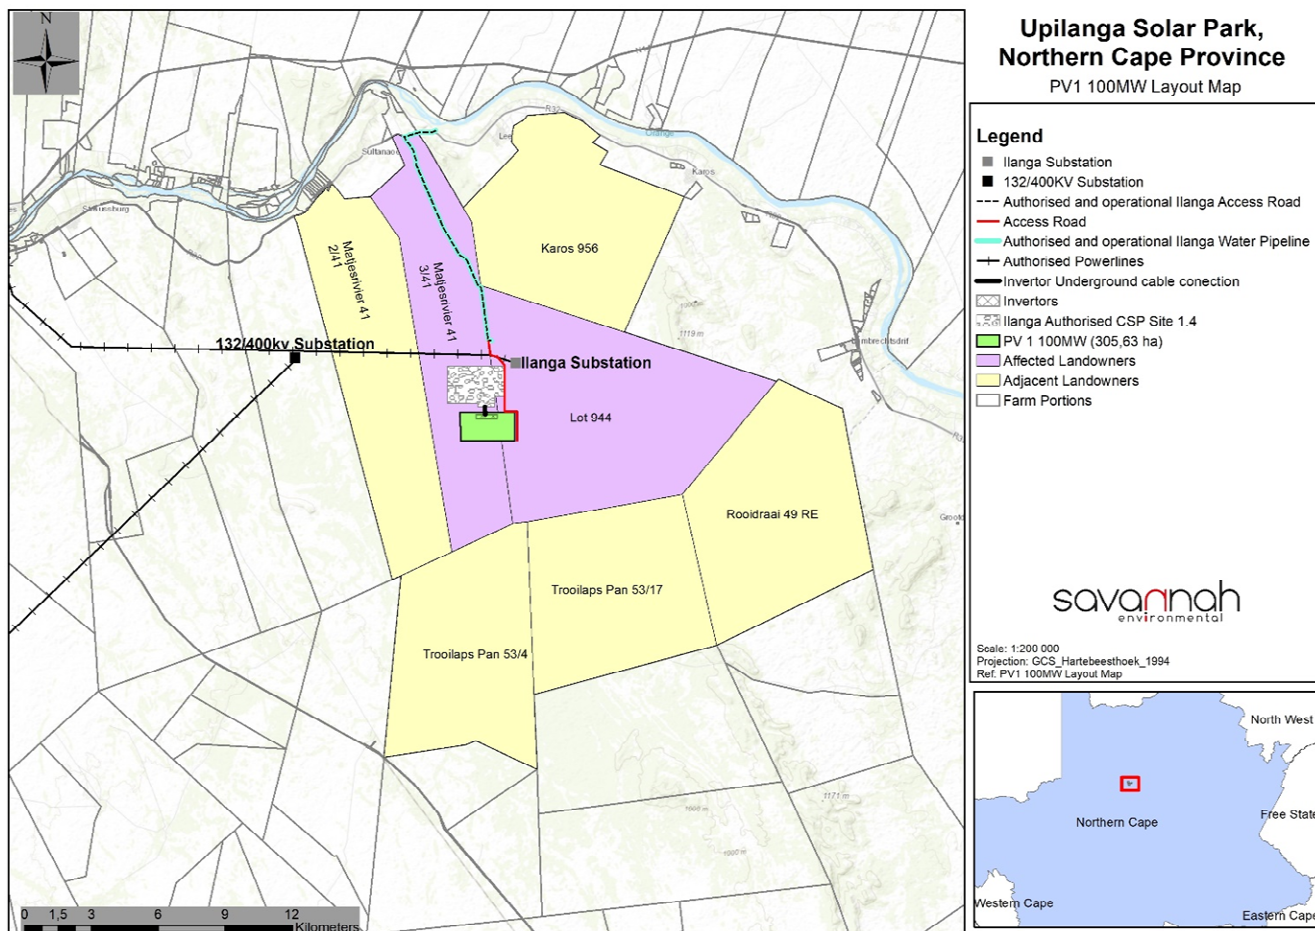 N
Sultanaoe
R32
Orange
Karos
Karos 956
Matjesrivier 41
2/41
Matjesrivier 41
3/41
1119 m
132/400kv Substation
Ilanga Substation
Lot 944
Rooidraai 49 RE
Trooilaps Pan 53/17
Trooilaps Pan 53/4
1171 m
0 1,5 3 6 9 12
Kilometers
Upilanga Solar Park,
Northern Cape Province
PV1 100MW Layout Map
Legend
Ilanga Substation
132/400KV Substation
Authorised and operational Ilanga Access Road
Access Road
Authorised and operational Ilanga Water Pipeline
Authorised Powerlines
Invertor Underground cable conection
Invertors
Ilanga Authorised CSP Site 1.4
PV 1 100MW (305,63 ha)
Affected Landowners
Adjacent Landowners
Farm Portions
savannah
environmental
Scale: 1:200 000
Projection: GCS_Hartebeesthoek_1994
Ref: PV1 100MW Layout Map
North West
Northern Cape
Free State
Western Cape
Eastern Cape